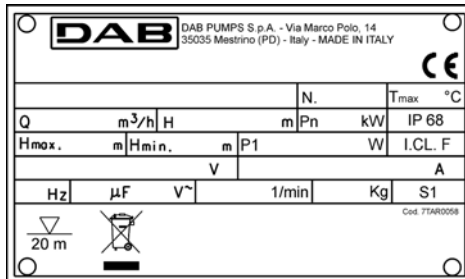 DAB DAB PUMPS S.p.A. - Via Marco Polo, 14
35035 Mestrino (PD) - Italy - MADE IN ITALY
CE
N. Tmax °C
Q m³/h H m Pn kW IP 68
Hmax. m Hmin. m P1 W I.CL. F
V A
Hz µF V~ 1/min Kg S1
Cod. 7TAR0058
20 m